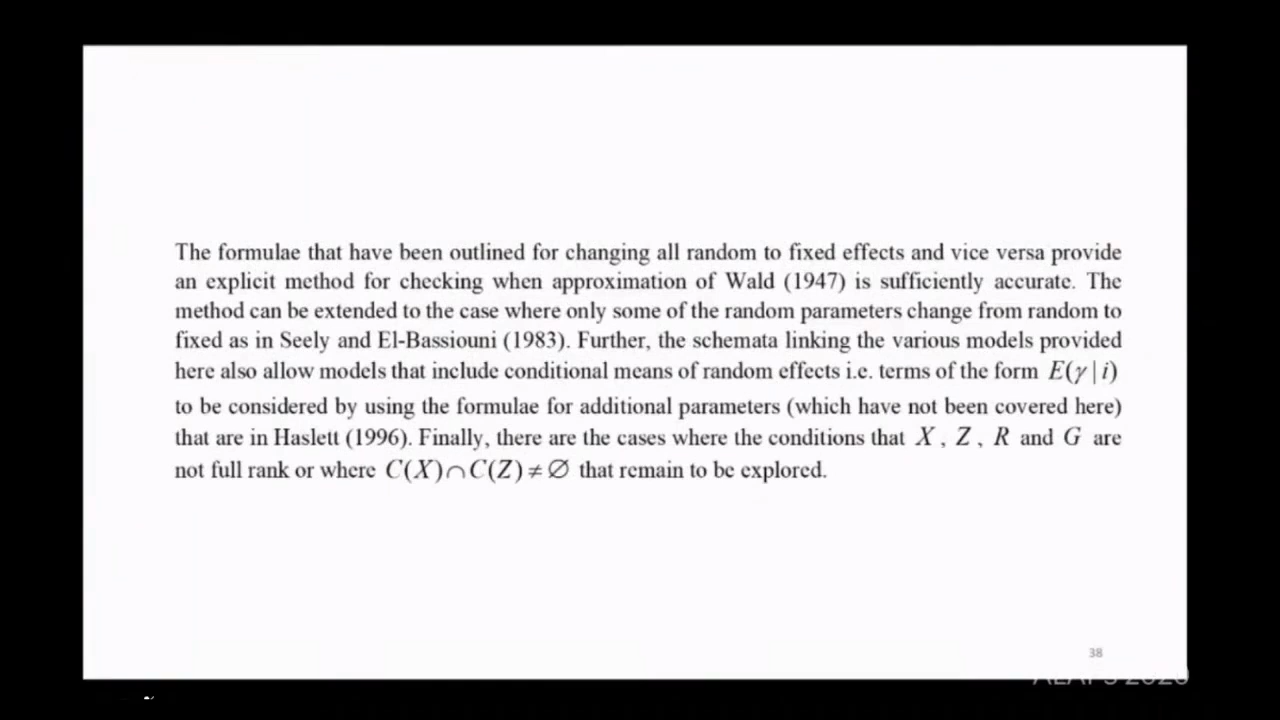 The formulae that have been outlined for changing all random to fixed effects and vice versa provide
an explicit method for checking when approximation of Wald (1947) is sufficiently accurate. The
method can be extended to the case where only some of the random parameters change from random to
fixed as in Seely and El-Bassiouni (1983). Further, the schemata linking the various models provided
here also allow models that include conditional means of random effects i.e. terms of the form E(γ | i)
to be considered by using the formulae for additional parameters (which have not been covered here)
that are in Haslett (1996). Finally, there are the cases where the conditions that X , Z , R and G are
not full rank or where C(X)∩C(Z)≠∅ that remain to be explored.
38